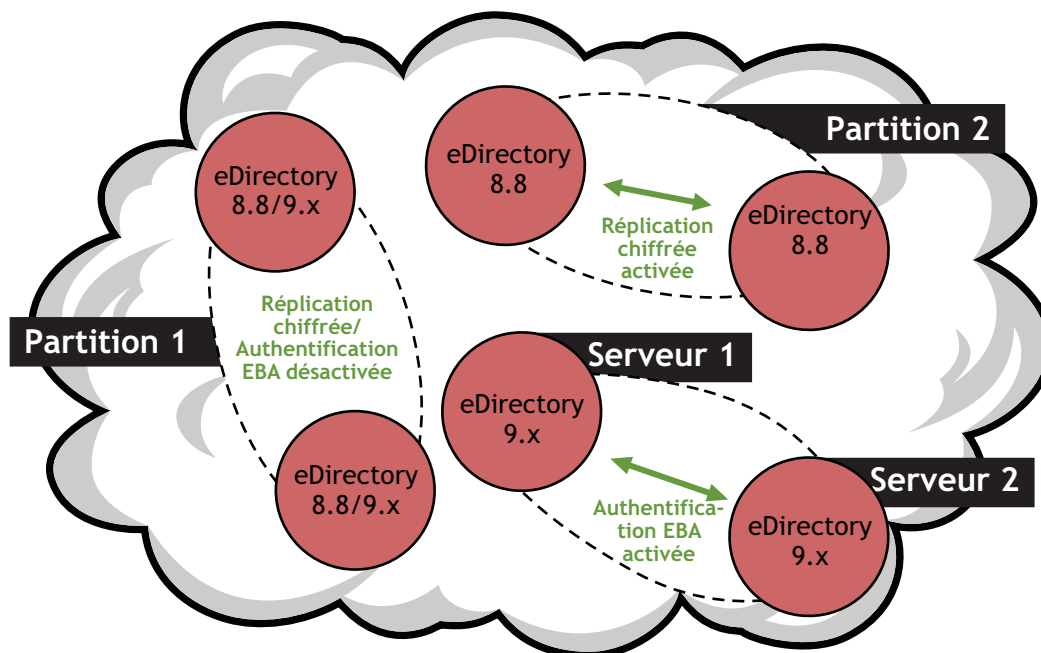 eDirectory
8.8/9.x
Réplication
chiffrée/
Authentification
EBA désactivée
Partition 1
eDirectory
8.8/9.x
eDirectory
8.8
Partition 2
Réplication
chiffrée
activée
eDirectory
8.8
Serveur 1
eDirectory
9.x
Authentifica-
tion EBA
activée
Serveur 2
eDirectory
9.x